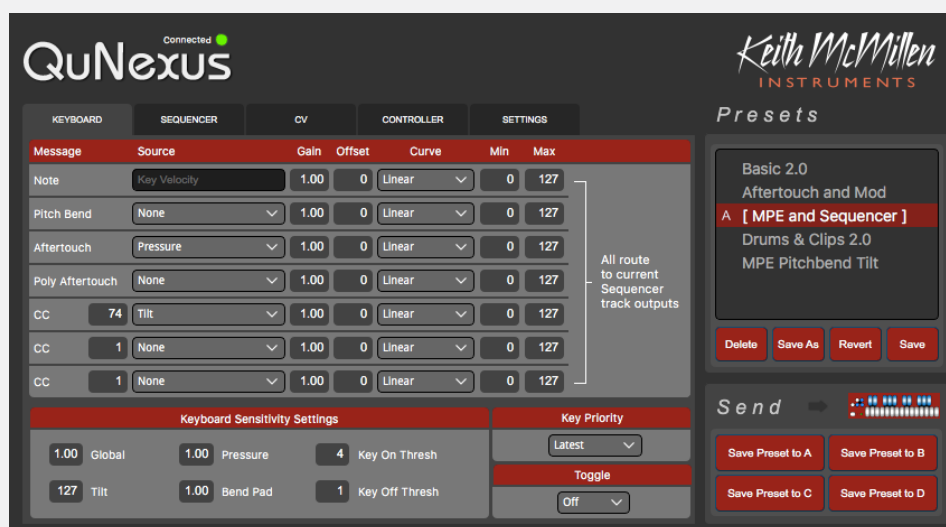 Connected
QuNexus
Keith McMillen
INSTRUMENTS
KEYBOARD SEQUENCER CV CONTROLLER SETTINGS
Message Source Gain Offset Curve Min Max
Note Key Velocity 1.00 0 Linear 0 127
Pitch Bend None 1.00 0 Linear 0 127
Aftertouch Pressure 1.00 0 Linear 0 127
Poly Aftertouch None 1.00 0 Linear 0 127
CC 74 Tilt 1.00 0 Linear 0 127
CC 1 None 1.00 0 Linear 0 127
CC 1 None 1.00 0 Linear 0 127
All route
to current
Sequencer
track outputs
Keyboard Sensitivity Settings
1.00 Global 1.00 Pressure 4 Key On Thresh
127 Tilt 1.00 Bend Pad 1 Key Off Thresh
Key Priority
Latest
Toggle
Off
Presets
Basic 2.0
Aftertouch and Mod
A [ MPE and Sequencer ]
Drums & Clips 2.0
MPE Pitchbend Tilt
Delete Save As Revert Save
Send
Save Preset to A Save Preset to B
Save Preset to C Save Preset to D